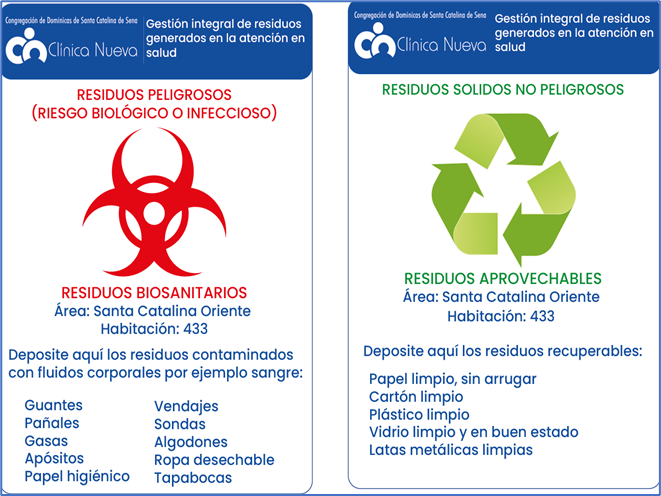 Congregación de Dominicas de Santa Catalina de Sena
Clínica Nueva
Gestión integral de residuos
generados en la atención en
salud
RESIDUOS PELIGROSOS
(RIESGO BIOLÓGICO O INFECCIOSO)
RESIDUOS BIOSANITARIOS
Área: Santa Catalina Oriente
Habitación: 433
Deposite aquí los residuos contaminados
con fluidos corporales por ejemplo sangre:
Guantes
Pañales
Gasas
Apósitos
Papel higiénico
Vendajes
Sondas
Algodones
Ropa desechable
Tapabocas
Congregación de Dominicas de Santa Catalina de Sena
Clínica Nueva
Gestión integral de residuos
generados en la atención en
salud
RESIDUOS SOLIDOS NO PELIGROSOS
RESIDUOS APROVECHABLES
Área: Santa Catalina Oriente
Habitación: 433
Deposite aquí los residuos recuperables:
Papel limpio, sin arrugar
Cartón limpio
Plástico limpio
Vidrio limpio y en buen estado
Latas metálicas limpias